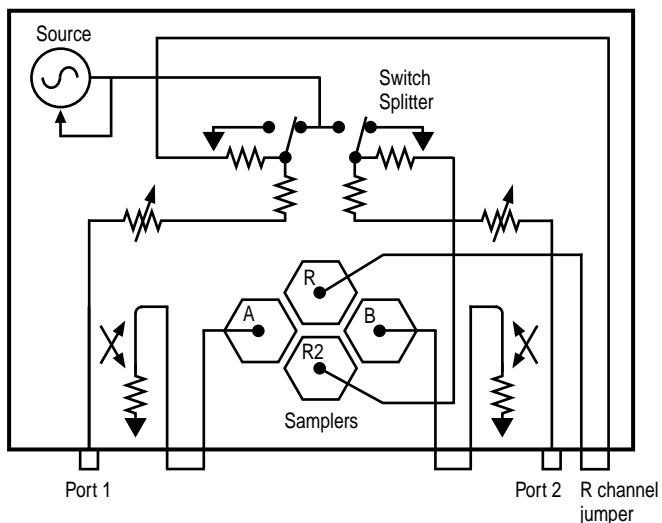 Source
Switch
Splitter
R
A
B
R2
Samplers
Port 1
Port 2
R channel
jumper